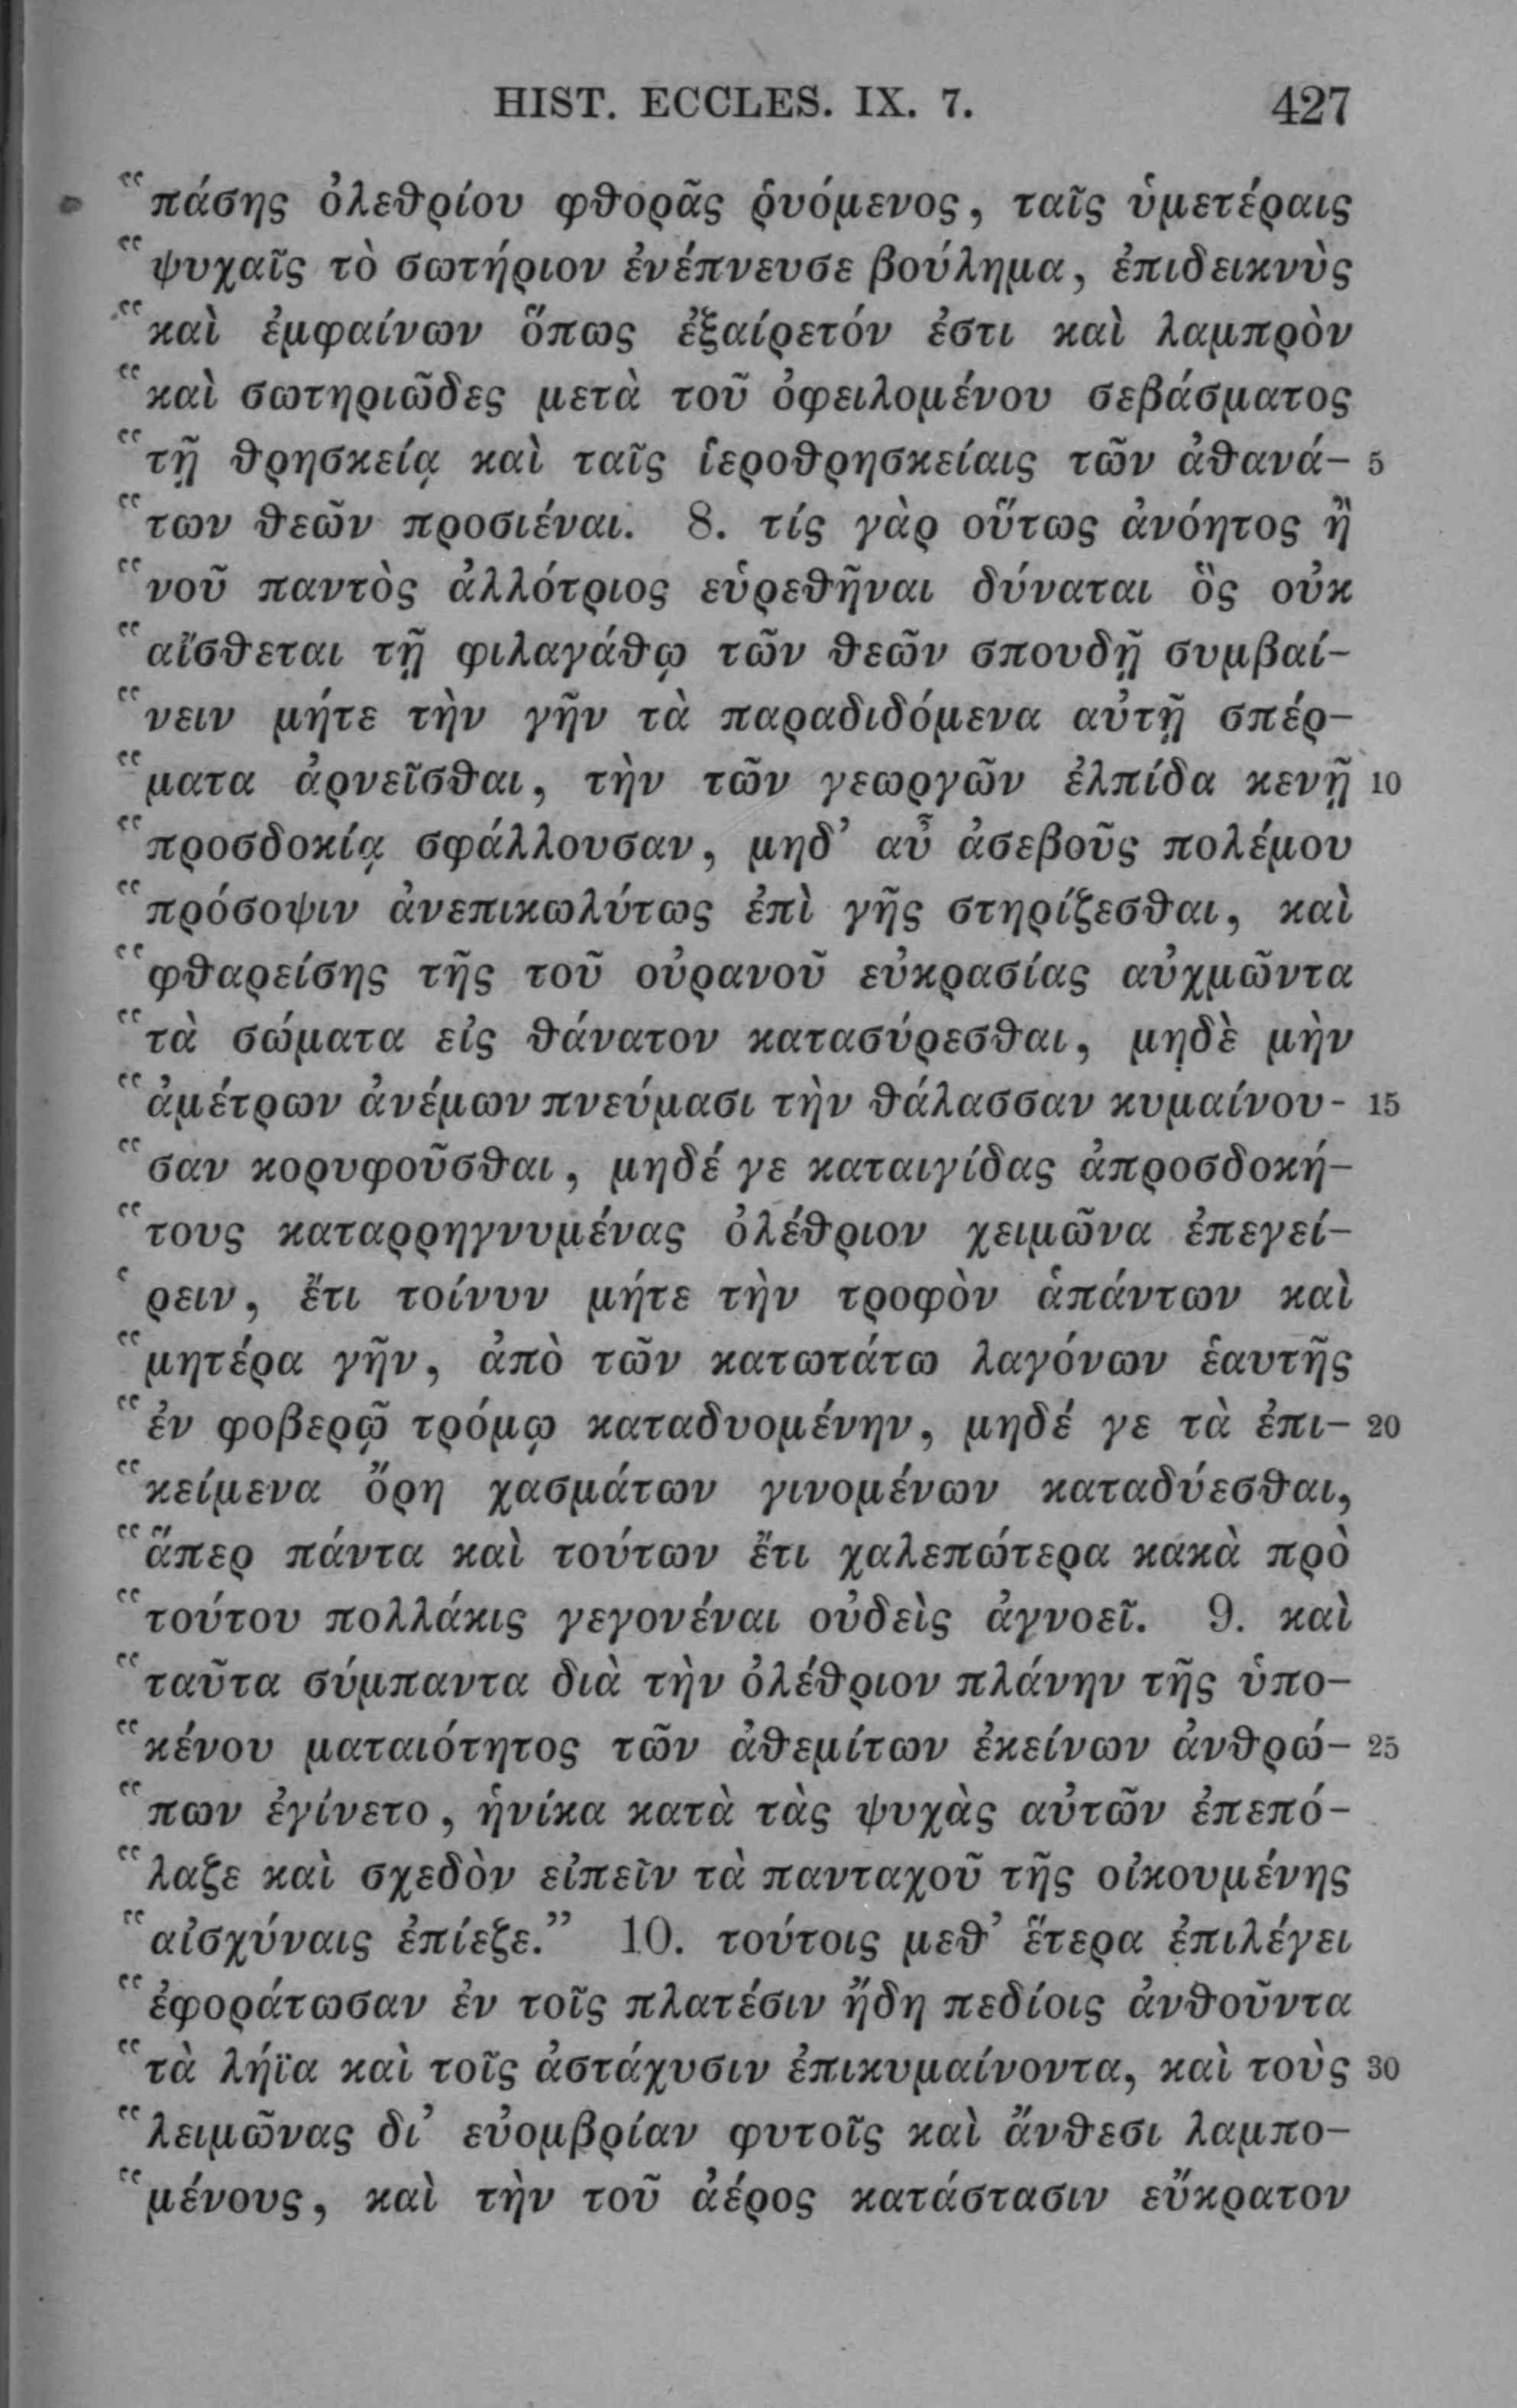 HIST. ECCLES. IX. 7. 427
“πάσης ὀλεθρίου φθορᾶς ῥυόμενος, ταῖς ὑμετέραις
“ψυχαῖς τὸ σωτήριον ἐνέπνευσε βούλημα, ἐπιδεικνὺς
“καὶ ἐμφαίνων ὅπως ἐξαίρετόν ἐστι καὶ λαμπρὸν
“καὶ σωτηριῶδες μετὰ τοῦ ὀφειλομένου σεβάσματος
“τῇ θρησκείᾳ καὶ ταῖς ἱεροθρησκείαις τῶν ἀθανά- 5
“των θεῶν προσιέναι. 8. τίς γὰρ οὕτως ἀνόητος ἢ
“νοῦ παντὸς ἀλλότριος εὑρεθῆναι δύναται ὃς οὐκ
“αἴσθεται τῇ φιλαγάθῳ τῶν θεῶν σπουδῇ συμβαί-
“νειν μήτε τὴν γῆν τὰ παραδιδόμενα αὐτῇ σπέρ-
“ματα ἀρνεῖσθαι, τὴν τῶν γεωργῶν ἐλπίδα κενῇ 10
“προσδοκίᾳ σφάλλουσαν, μηδ’ αὖ ἀσεβοῦς πολέμου
“πρόσοψιν ἀνεπικωλύτως ἐπὶ γῆς στηρίζεσθαι, καὶ
“φθαρείσης τῆς τοῦ οὐρανοῦ εὐκρασίας αὐχμῶντα
“τὰ σώματα εἰς θάνατον κατασύρεσθαι, μηδὲ μὴν
“ἀμέτρων ἀνέμων πνεύμασι τὴν θάλασσαν κυμαίνου- 15
“σαν κορυφοῦσθαι, μηδέ γε καταιγίδας ἀπροσδοκή-
“τους καταρρηγνυμένας ὀλέθριον χειμῶνα ἐπεγεί-
‘ρειν, ἔτι τοίνυν μήτε τὴν τροφὸν ἁπάντων καὶ
“μητέρα γῆν, ἀπὸ τῶν κατωτάτω λαγόνων ἑαυτῆς
“ἐν φοβερῷ τρόμῳ καταδυομένην, μηδέ γε τὰ ἐπι- 20
“κείμενα ὄρη χασμάτων γινομένων καταδύεσθαι,
“ἅπερ πάντα καὶ τούτων ἔτι χαλεπώτερα κακὰ πρὸ
“τούτου πολλάκις γεγονέναι οὐδεὶς ἀγνοεῖ. 9. καὶ
“ταῦτα σύμπαντα διὰ τὴν ὀλέθριον πλάνην τῆς ὑπο-
“κένου ματαιότητος τῶν ἀθεμίτων ἐκείνων ἀνθρώ- 25
“πων ἐγίνετο, ἡνίκα κατὰ τὰς ψυχὰς αὐτῶν ἐπεπό-
“λαζε καὶ σχεδὸν εἰπεῖν τὰ πανταχοῦ τῆς οἰκουμένης
“αἰσχύναις ἐπίεζε.” 10. τούτοις μεθ’ ἕτερα ἐπιλέγει
“ἐφοράτωσαν ἐν τοῖς πλατέσιν ἤδη πεδίοις ἀνθοῦντα
“τὰ λήϊα καὶ τοῖς ἀστάχυσιν ἐπικυμαίνοντα, καὶ τοὺς 30
“λειμῶνας δι’ εὐομβρίαν φυτοῖς καὶ ἄνθεσι λαμπο-
“μένους, καὶ τὴν τοῦ ἀέρος κατάστασιν εὔκρατον